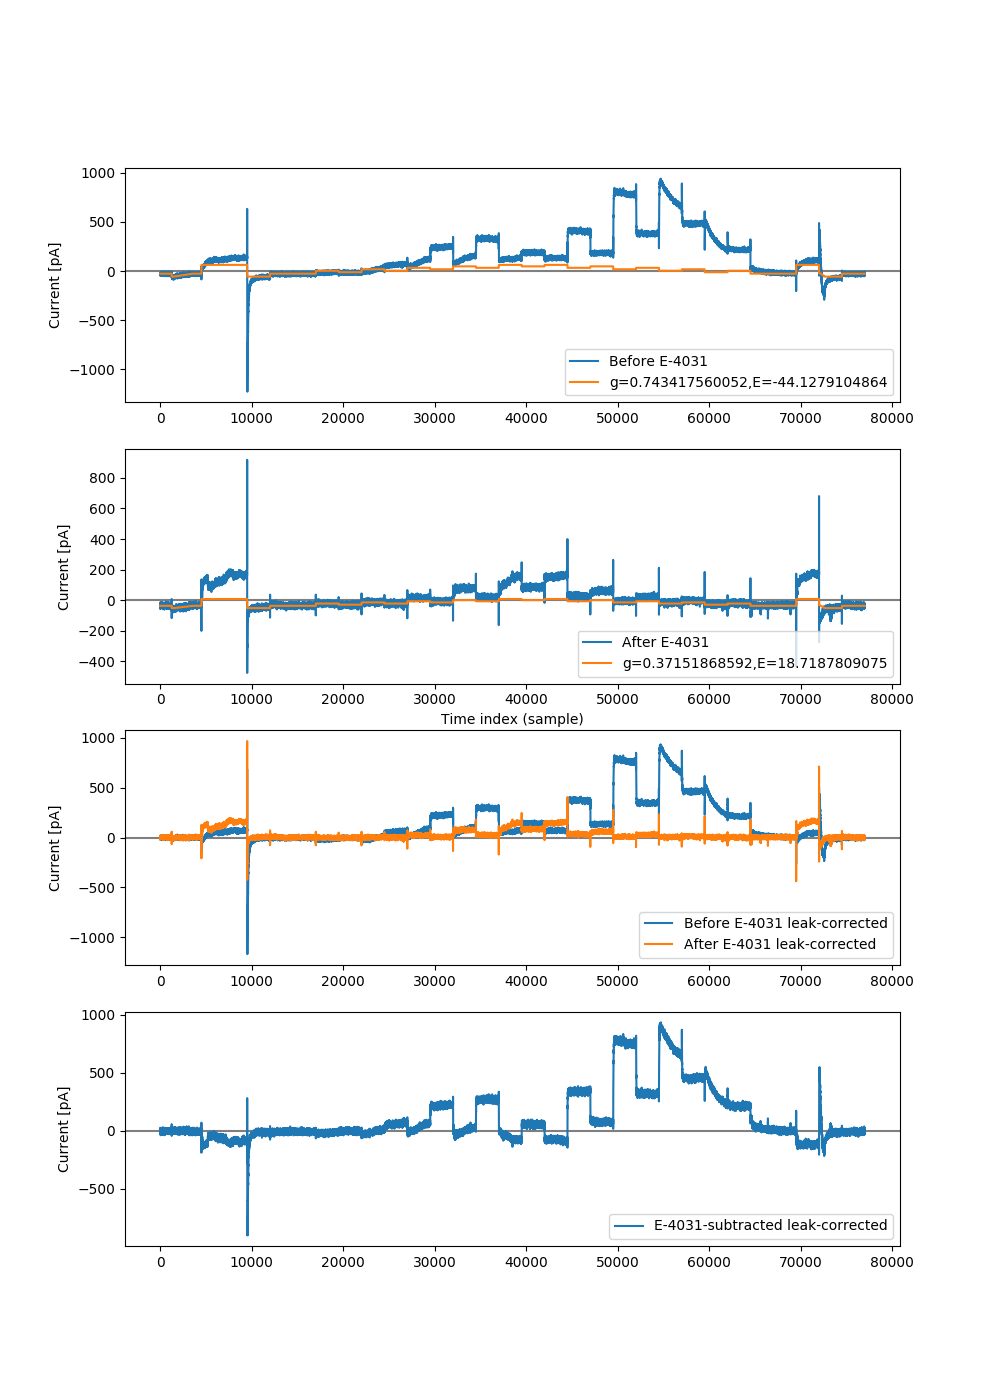 1000
500
0
−500
−1000
Current [pA]
Before E-4031
g=0.743417560052,E=-44.1279104864
0 10000 20000 30000 40000 50000 60000 70000 80000
800
600
400
200
0
−200
−400
Current [pA]
After E-4031
g=0.37151868592,E=18.7187809075
0 10000 20000 30000 40000 50000 60000 70000 80000
Time index (sample)
1000
500
0
−500
−1000
Current [pA]
Before E-4031 leak-corrected
After E-4031 leak-corrected
0 10000 20000 30000 40000 50000 60000 70000 80000
1000
500
0
−500
Current [pA]
E-4031-subtracted leak-corrected
0 10000 20000 30000 40000 50000 60000 70000 80000